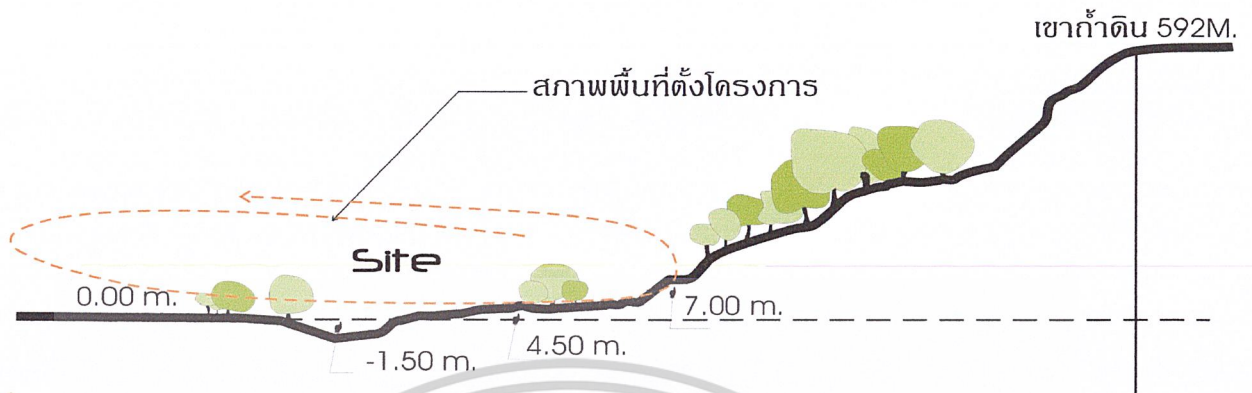 เขาถ้ำดิน 592M.
สภาพพื้นที่ตั้งโครงการ
Site
0.00 m.
7.00 m.
4.50 m.
-1.50 m.